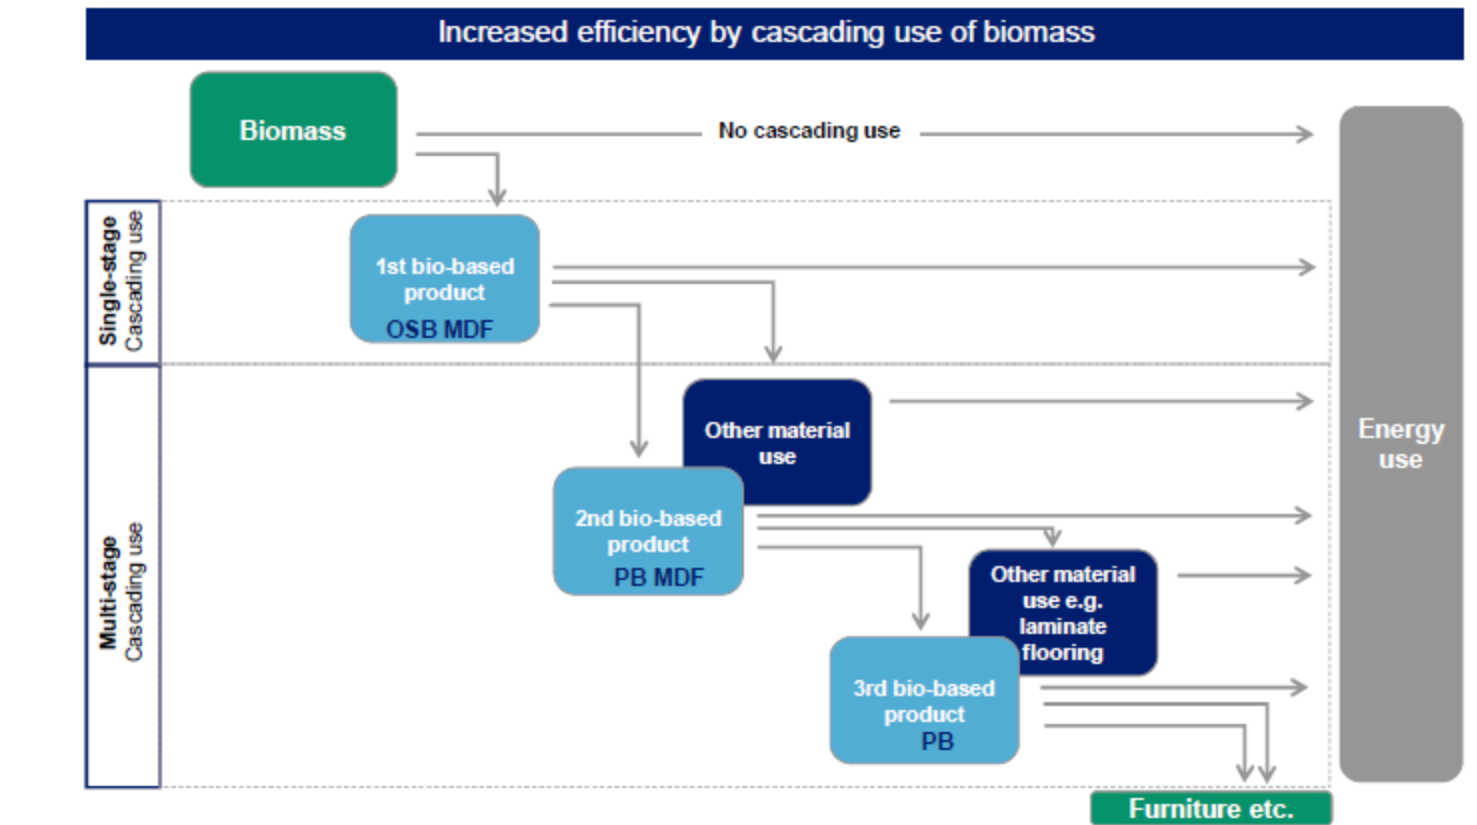 Increased efficiency by cascading use of biomass
Biomass
No cascading use
Single-stage
Cascading use
1st bio-based
product
OSB MDF
Multi-stage
Cascading use
Other material
use
Energy
use
2nd bio-based
product
PB MDF
Other material
use e.g.
laminate
flooring
3rd bio-based
product
PB
Furniture etc.